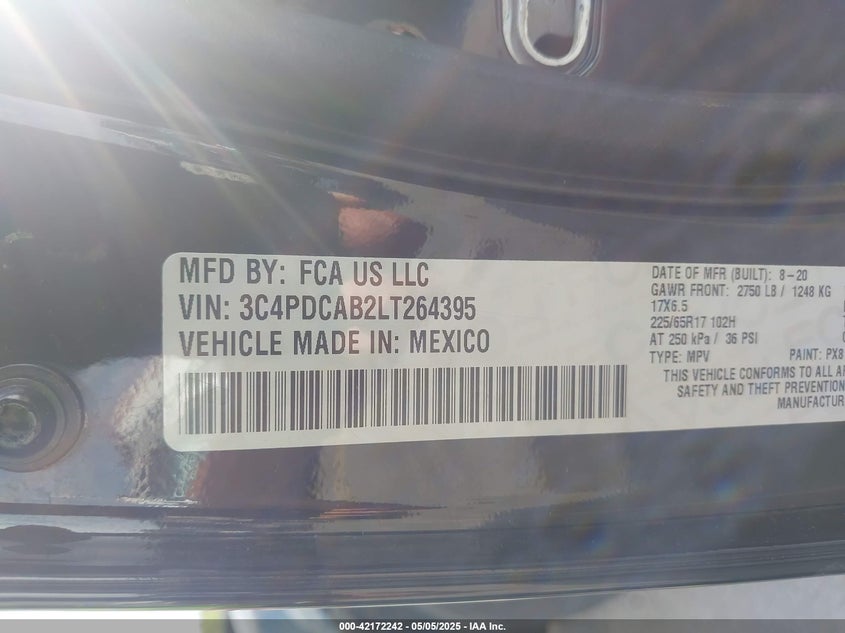 MFD BY: FCA US LLC
VIN: 3C4PDCAB2LT264395
VEHICLE MADE IN: MEXICO
DATE OF MFR (BUILT): 8-20
GAWR FRONT: 2750 LB / 1248 KG
17X6.5
225/65R17 102H
AT 250 kPa / 36 PSI
TYPE: MPV PAINT: PX8
THIS VEHICLE CONFORMS TO ALL
SAFETY AND THEFT PREVENTION
MANUFACTUR
000-42172242 - 05/05/2025 - IAA Inc.